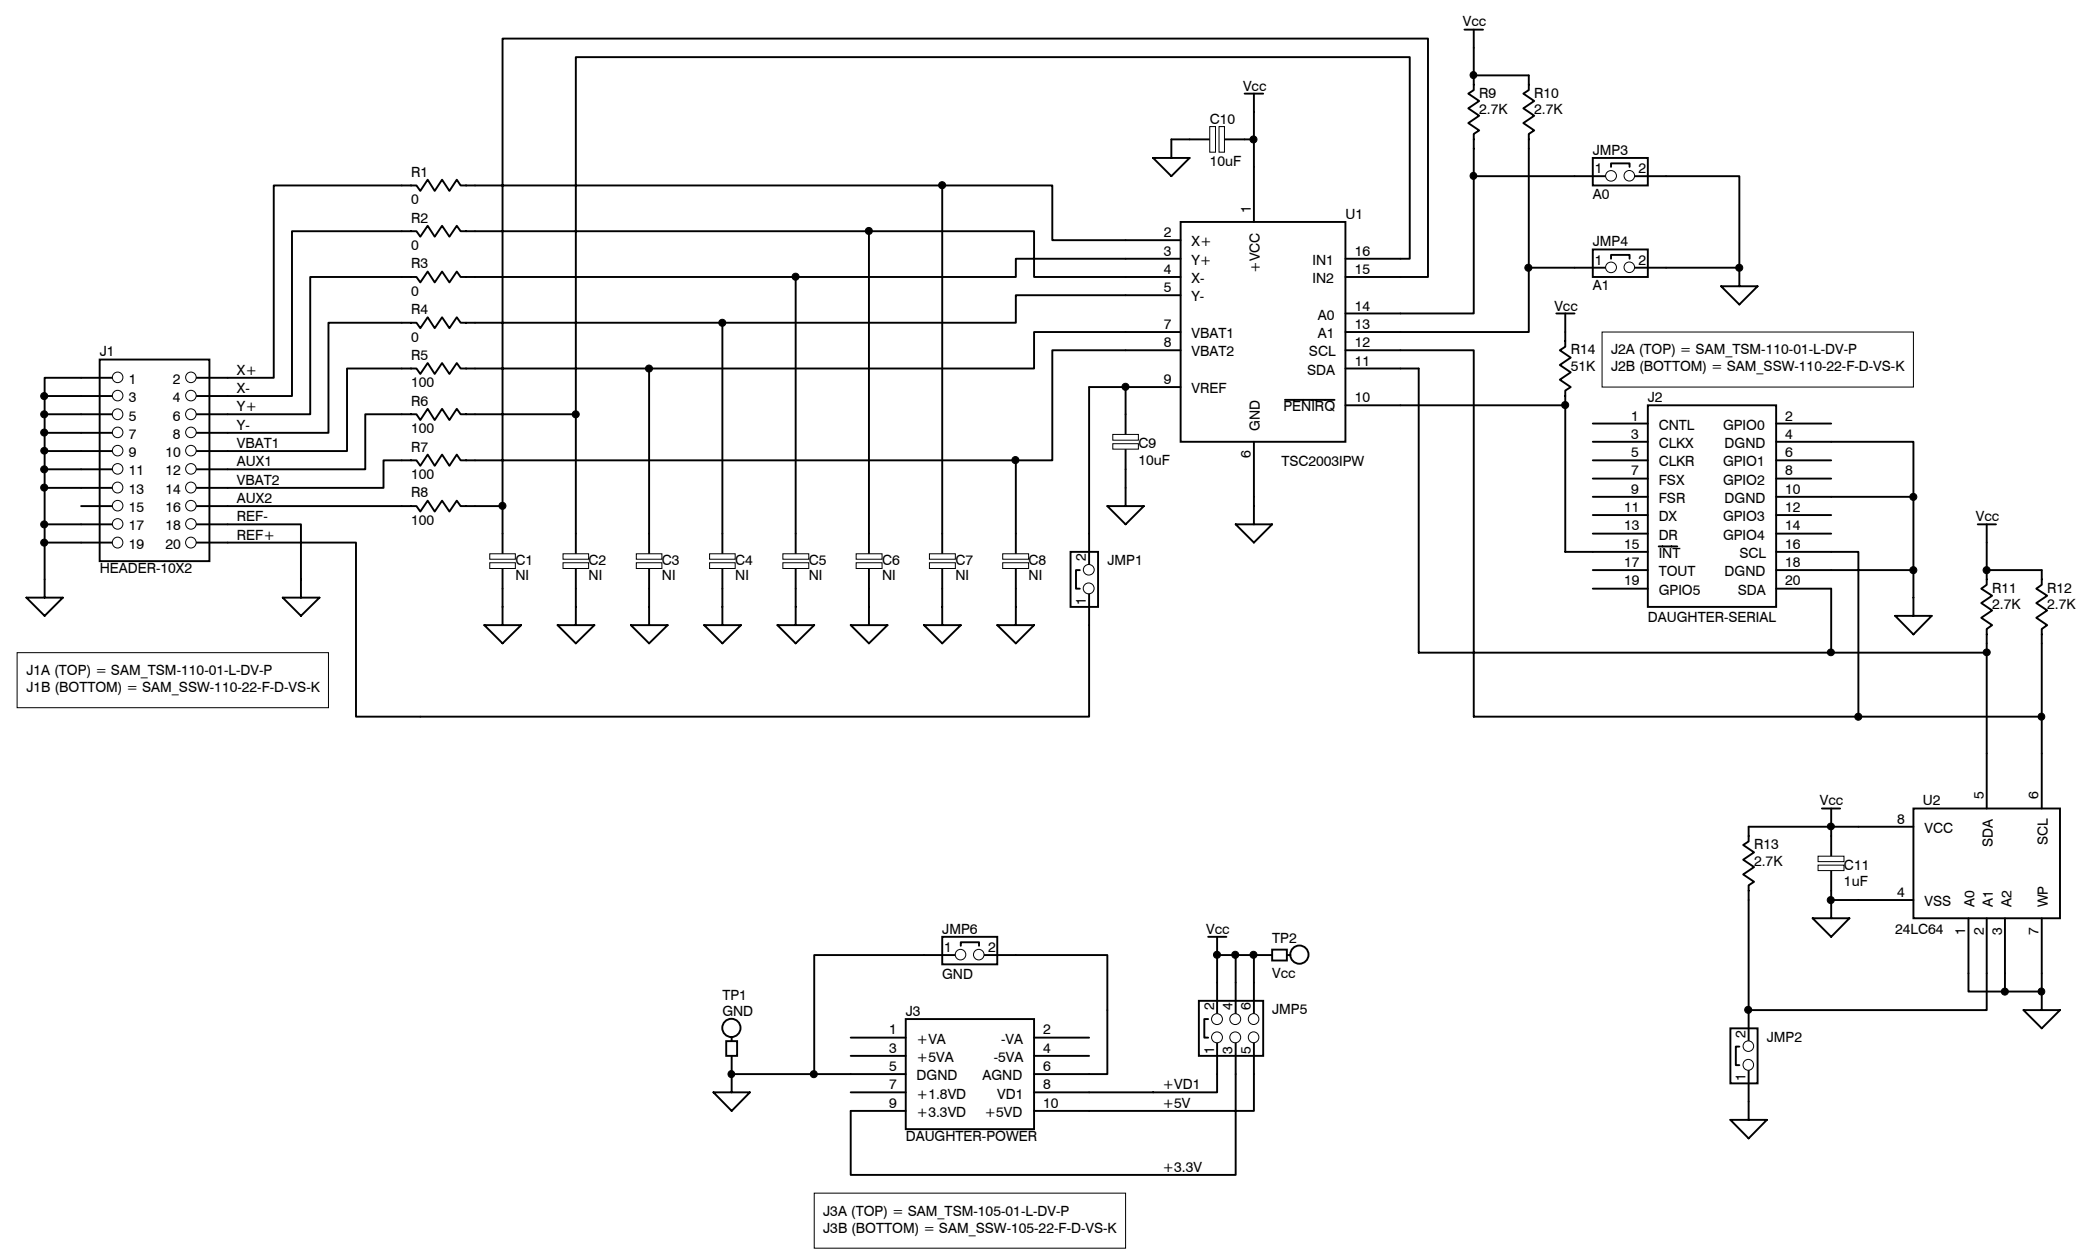 Vcc
R9
2.7K
R10
2.7K
Vcc
C10
10uF
JMP3
1 2
A0
JMP4
1 2
A1
R1
0
R2
0
R3
0
R4
0
R5
100
R6
100
R7
100
R8
100
J1
1 2 X+
3 4 X-
5 6 Y+
7 8 Y-
9 10 VBAT1
11 12 AUX1
13 14 VBAT2
15 16 AUX2
17 18 REF-
19 20 REF+
HEADER-10X2
J1A (TOP) = SAM_TSM-110-01-L-DV-P
J1B (BOTTOM) = SAM_SSW-110-22-F-D-VS-K
C1
NI
C2
NI
C3
NI
C4
NI
C5
NI
C6
NI
C7
NI
C8
NI
U1
1
+VCC
2 X+
3 Y+
4 X-
5 Y-
7 VBAT1
8 VBAT2
9 VREF
GND
6
IN1 16
IN2 15
A0 14
A1 13
SCL 12
SDA 11
PENIRQ 10
TSC2003IPW
C9
10uF
2
1
JMP1
Vcc
R14
51K
J2A (TOP) = SAM_TSM-110-01-L-DV-P
J2B (BOTTOM) = SAM_SSW-110-22-F-D-VS-K
J2
1 CNTL GPIO0 2
3 CLKX DGND 4
5 CLKR GPIO1 6
7 FSX GPIO2 8
9 FSR DGND 10
11 DX GPIO3 12
13 DR GPIO4 14
15 INT SCL 16
17 TOUT DGND 18
19 GPIO5 SDA 20
DAUGHTER-SERIAL
Vcc
R11
2.7K
R12
2.7K
Vcc
R13
2.7K
C11
1uF
U2
5 6
8 VCC SDA SCL
4 VSS A0 A1 A2 WP
24LC64
1 2 3 7
2
1
JMP2
JMP6
1 2
GND
TP1
GND
J3
1 +VA -VA 2
3 +5VA -5VA 4
5 DGND AGND 6
7 +1.8VD VD1 8
9 +3.3VD +5VD 10
DAUGHTER-POWER
+VD1
+5V
+3.3V
Vcc
TP2
Vcc
2 4 6
1 3 5
JMP5
J3A (TOP) = SAM_TSM-105-01-L-DV-P
J3B (BOTTOM) = SAM_SSW-105-22-F-D-VS-K